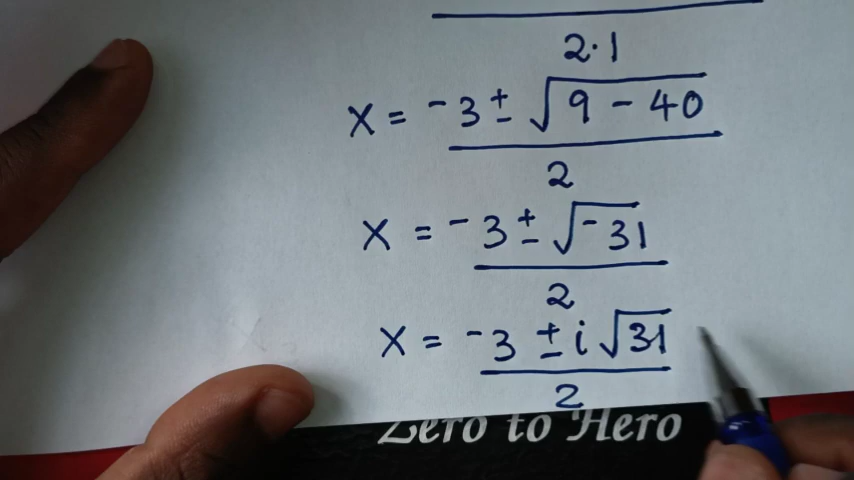 2·1
x = -3 ± √9 - 40
2
x = -3 ± √-31
2
x = -3 ± i √31
2
Zero to Hero